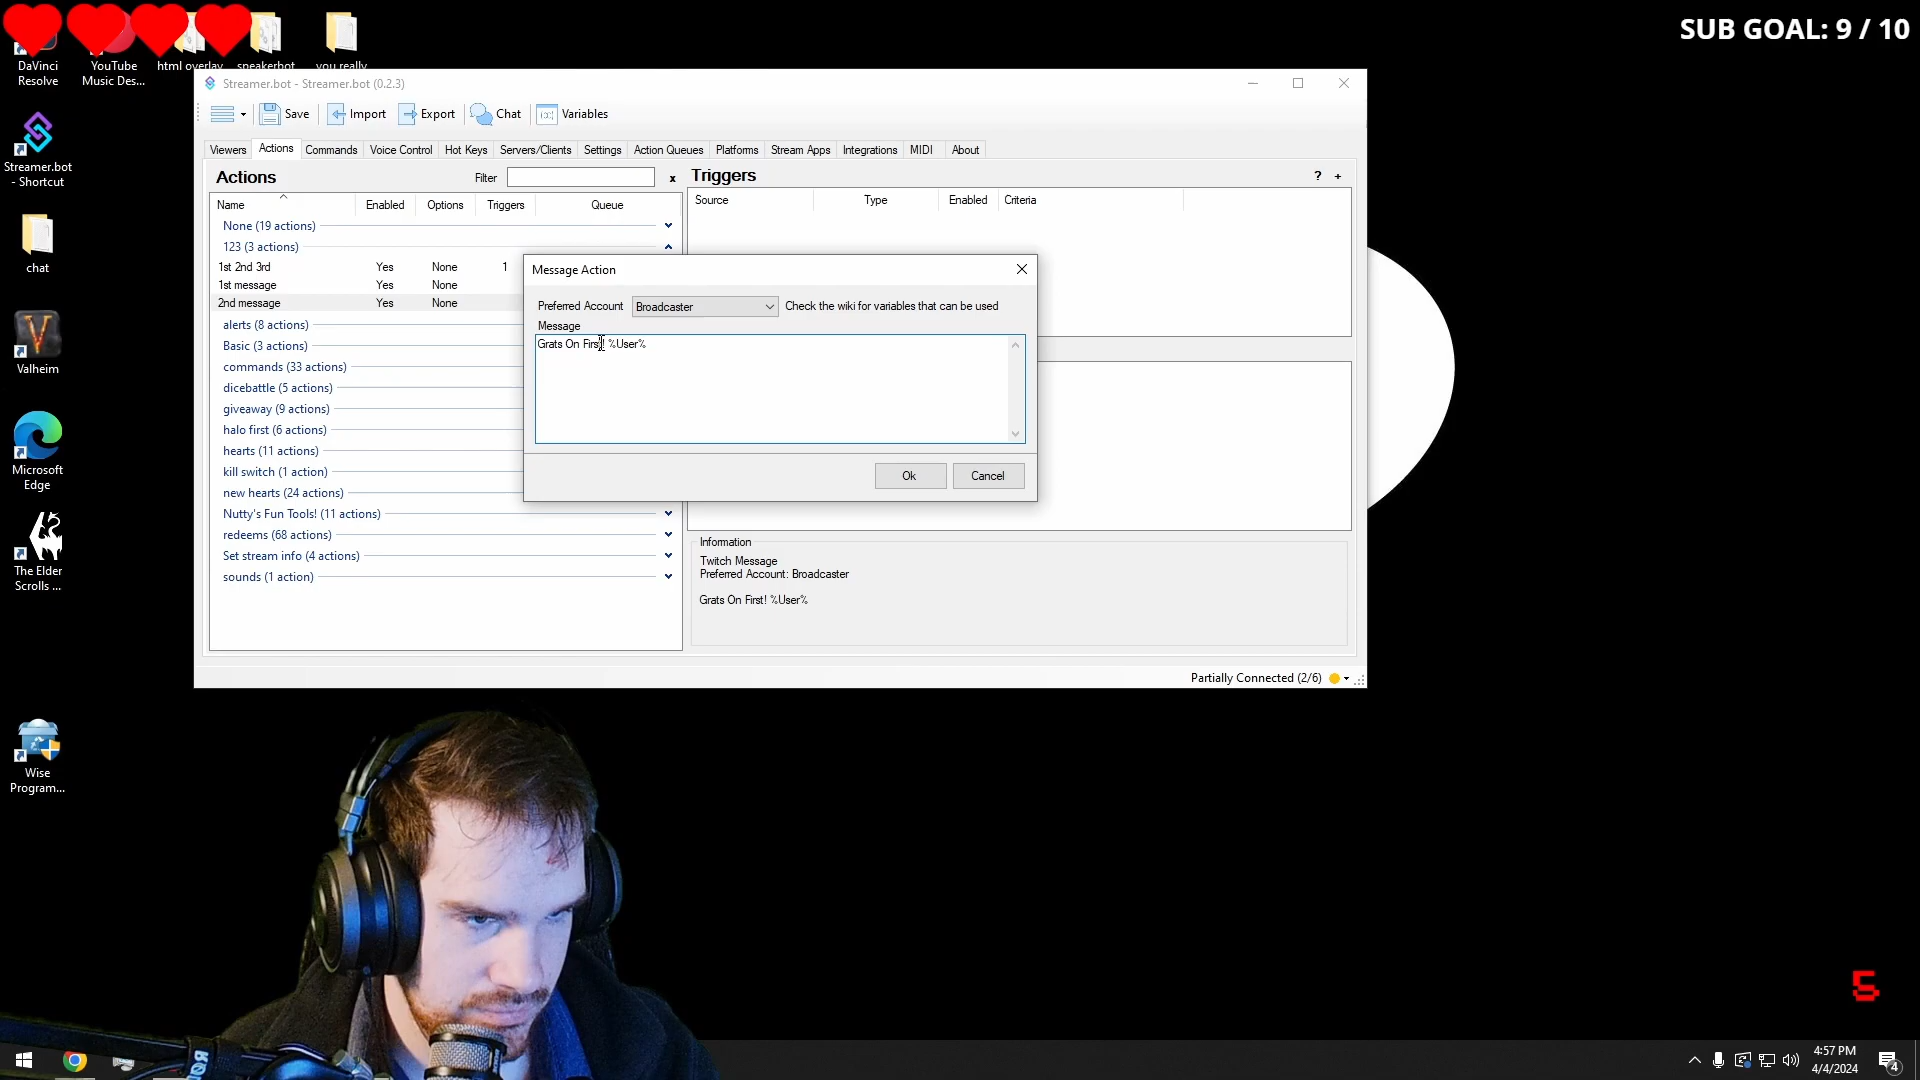 SUB GOAL: 9 / 10
DaVinci
Resolve
YouTube
Music Des...
html overlay
speakerbot
you really
Streamer.bot
- Shortcut
chat
Valheim
Microsoft
Edge
The Elder
Scrolls ...
Wise
Program...
Streamer.bot - Streamer.bot (0.2.3)
Save
Import
Export
Chat
Variables
Viewers
Actions
Commands
Voice Control
Hot Keys
Servers/Clients
Settings
Action Queues
Platforms
Stream Apps
Integrations
MIDI
About
Actions
Filter
x
Name
Enabled
Options
Triggers
Queue
None (19 actions)
123 (3 actions)
1st 2nd 3rd Yes None 1
1st message Yes None
2nd message Yes None
alerts (8 actions)
Basic (3 actions)
commands (33 actions)
dicebattle (5 actions)
giveaway (9 actions)
halo first (6 actions)
hearts (11 actions)
kill switch (1 action)
new hearts (24 actions)
Nutty's Fun Tools! (11 actions)
redeems (68 actions)
Set stream info (4 actions)
sounds (1 action)
Triggers
? +
Source
Type
Enabled
Criteria
Message Action
Preferred Account
Broadcaster
Check the wiki for variables that can be used
Message
Grats On First! %User%
Ok
Cancel
Information
Twitch Message
Preferred Account: Broadcaster
Grats On First! %User%
Partially Connected (2/6)
5
4:57 PM
4/4/2024
4